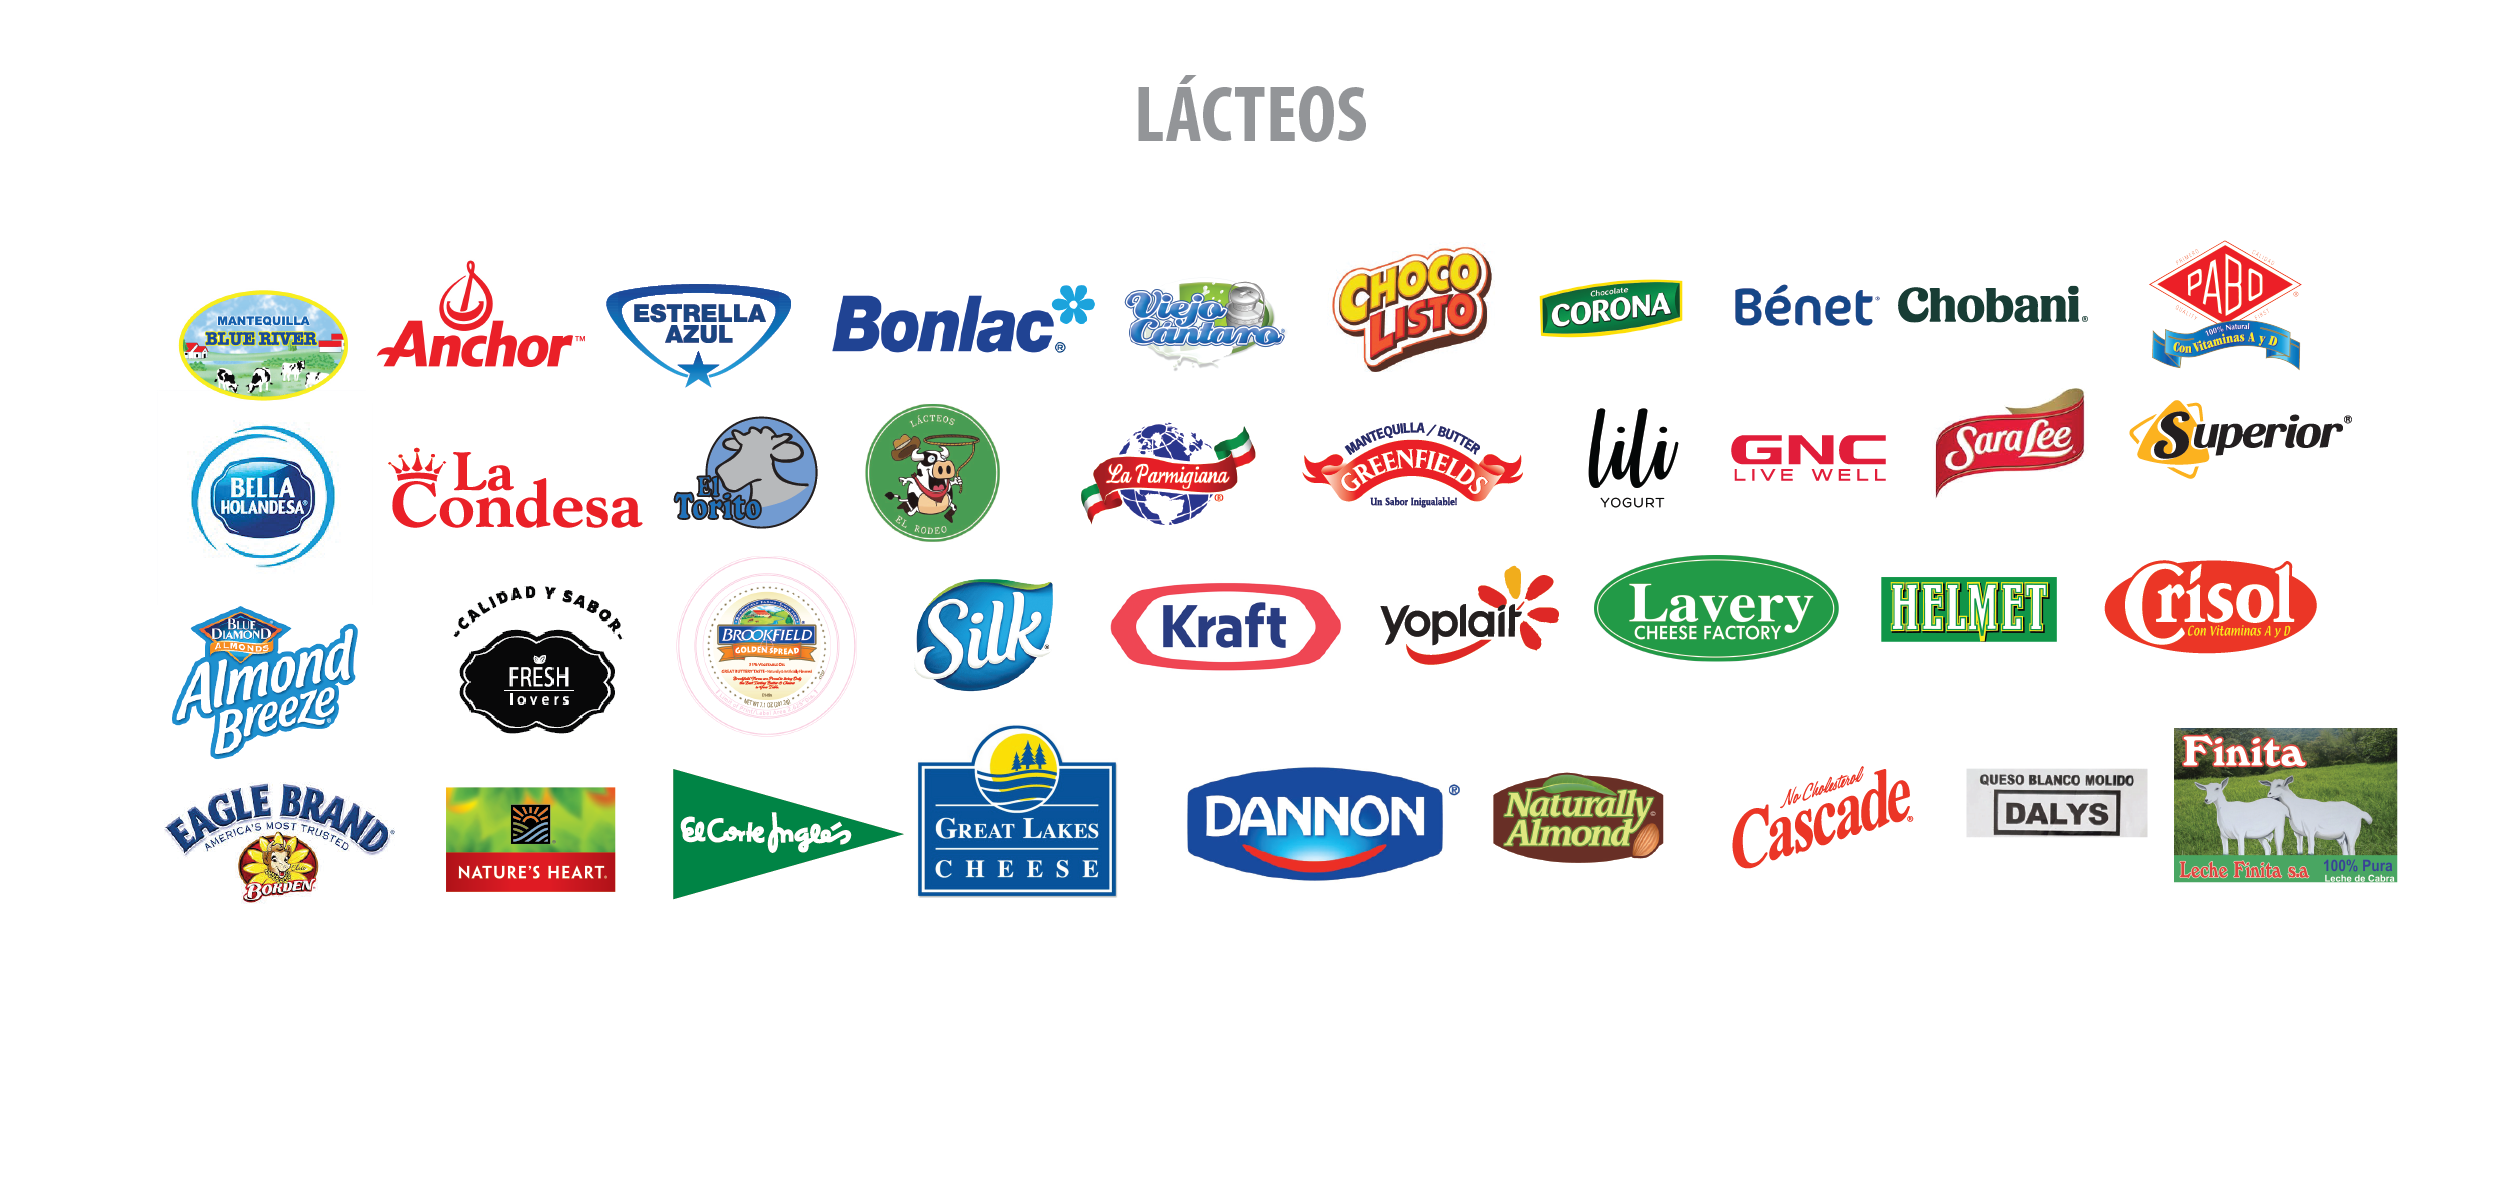 LÁCTEOS
MANTEQUILLA
BLUE RIVER
Anchor™
ESTRELLA
AZUL
Bonlac®
Viejo
Cántaro
CHOCO
LISTO
Chocolate
CORONA
Bénet
Chobani®
PRIMERA CALIDAD
PABO
QUALITY FIRST
100% Natural
Con Vitaminas A y D
BELLA
HOLANDESA
La
Condesa
El
Torito
LÁCTEOS
EL RODEO
La Parmigiana
MANTEQUILLA / BUTTER
GREENFIELDS
Un Sabor Inigualable!
lili
YOGURT
GNC
LIVE WELL
Sara Lee
Superior®
BLUE
DIAMOND
ALMONDS
Almond
Breeze
-CALIDAD Y SABOR-
FRESH
lovers
BROOKFIELD
GOLDEN SPREAD
Silk
Kraft
yoplait
Lavery
CHEESE FACTORY
HELMET
Crisol
Con Vitaminas A y D
EAGLE BRAND®
AMERICA'S MOST TRUSTED
BORDEN
NATURE'S HEART.
El Corte Inglés
GREAT LAKES
CHEESE
DANNON®
Naturally
Almond
No Cholesterol
Cascade®
QUESO BLANCO MOLIDO
DALYS
Finita
Leche Finita s.a
100% Pura
Leche de Cabra